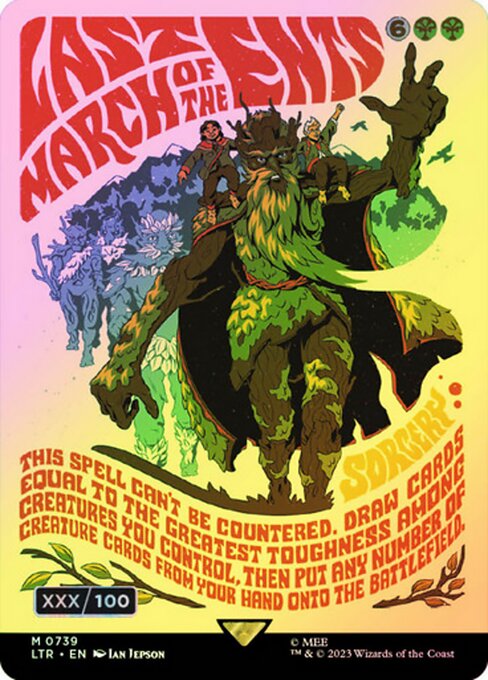 LAST
MARCH OF
THE ENTS
6
SORCERY
THIS SPELL CAN'T BE COUNTERED. DRAW CARDS
EQUAL TO THE GREATEST TOUGHNESS AMONG
CREATURES YOU CONTROL, THEN PUT ANY NUMBER OF
CREATURE CARDS FROM YOUR HAND ONTO THE BATTLEFIELD.
XXX/100
M 0739
LTR • EN IAN JEPSON
© MEE
™ & © 2023 Wizards of the Coast